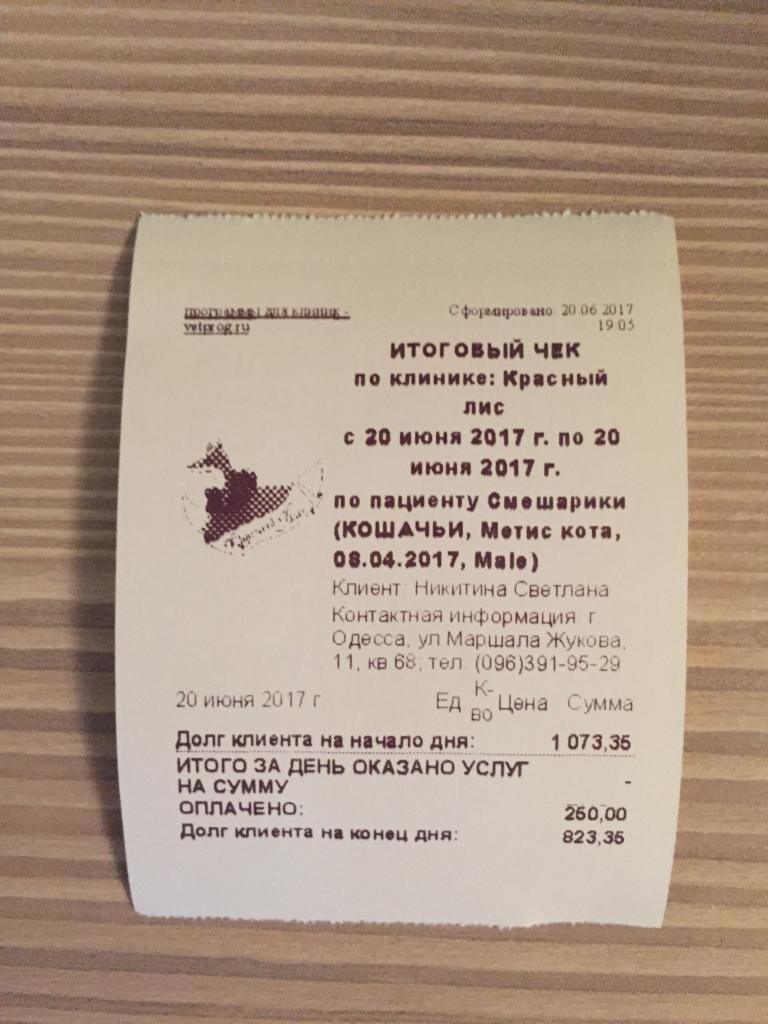 программы для клиник -
vetprog.ru
Сформировано: 20.06.2017
19:05
ИТОГОВЫЙ ЧЕК
по клинике: Красный
лис
с 20 июня 2017 г. по 20
июня 2017 г.
по пациенту Смешарики
(КОШАЧЬИ, Метис кота,
08.04.2017, Male)
Клиент: Никитина Светлана
Контактная информация: г.
Одесса, ул Маршала Жукова,
11, кв.68; тел. (096)391-95-29
20 июня 2017 г. Ед. К-во Цена Сумма
Долг клиента на начало дня: 1 073,35
ИТОГО ЗА ДЕНЬ ОКАЗАНО УСЛУГ
НА СУММУ -
ОПЛАЧЕНО: 250,00
Долг клиента на конец дня: 823,35